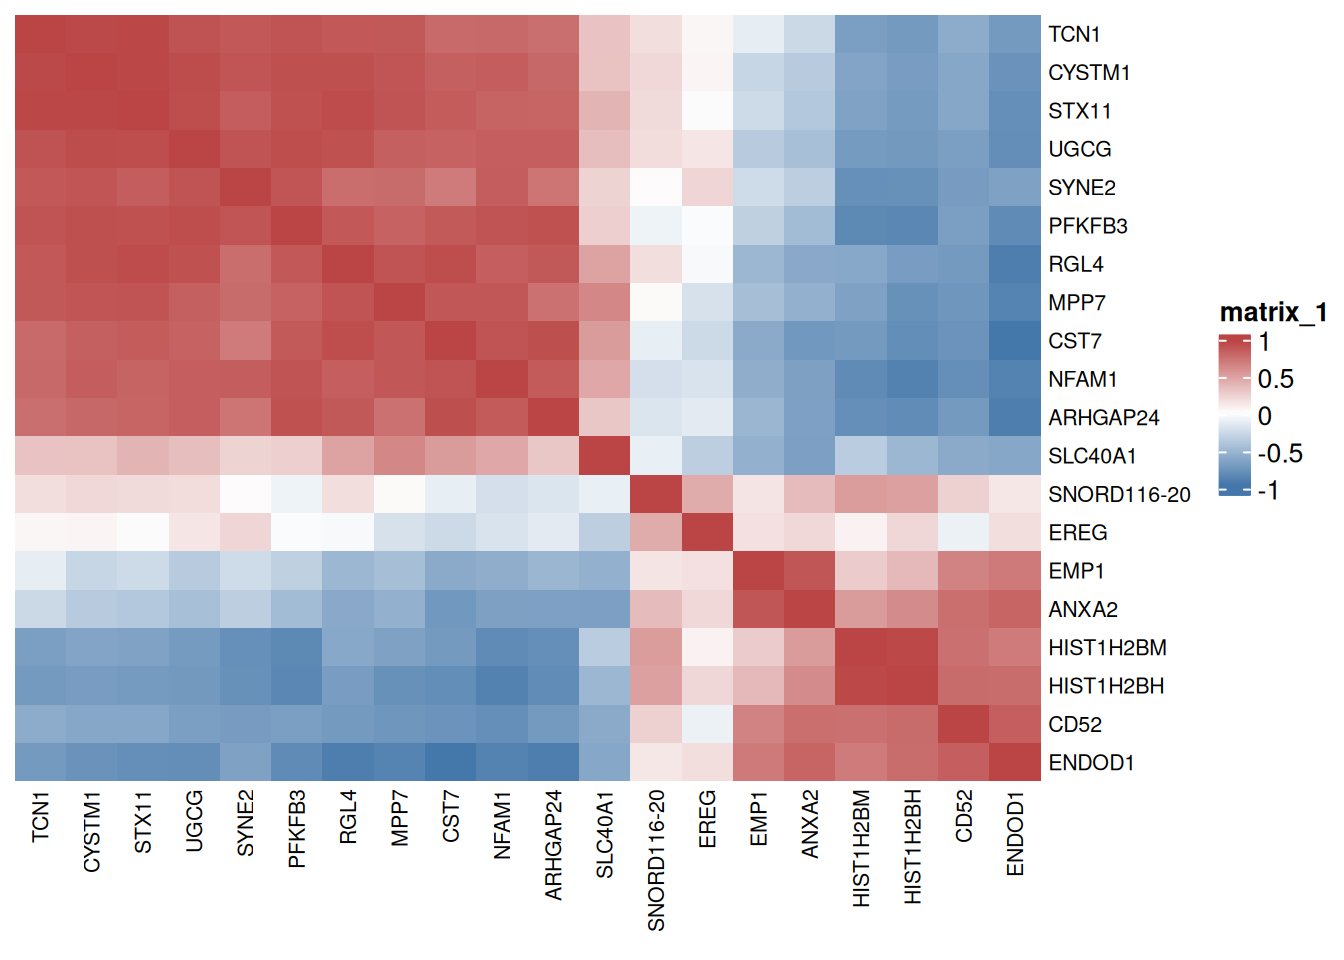 TCN1
CYSTM1
STX11
UGCG
SYNE2
PFKFB3
RGL4
MPP7
CST7
NFAM1
ARHGAP24
SLC40A1
SNORD116-20
EREG
EMP1
ANXA2
HIST1H2BM
HIST1H2BH
CD52
ENDOD1
matrix_1
1
0.5
0
-0.5
-1
TCN1
CYSTM1
STX11
UGCG
SYNE2
PFKFB3
RGL4
MPP7
CST7
NFAM1
ARHGAP24
SLC40A1
SNORD116-20
EREG
EMP1
ANXA2
HIST1H2BM
HIST1H2BH
CD52
ENDOD1